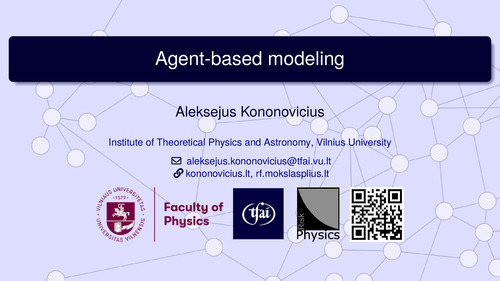 Agent-based modeling
Aleksejus Kononovicius
Institute of Theoretical Physics and Astronomy, Vilnius University
aleksejus.kononovicius@tfai.vu.lt
kononovicius.lt, rf.mokslasplius.lt
VILNIUS UNIVERSITY
·1579·
UNIVERSITAS VILNENSIS
Faculty of
Physics
tfai
Risk
Physics